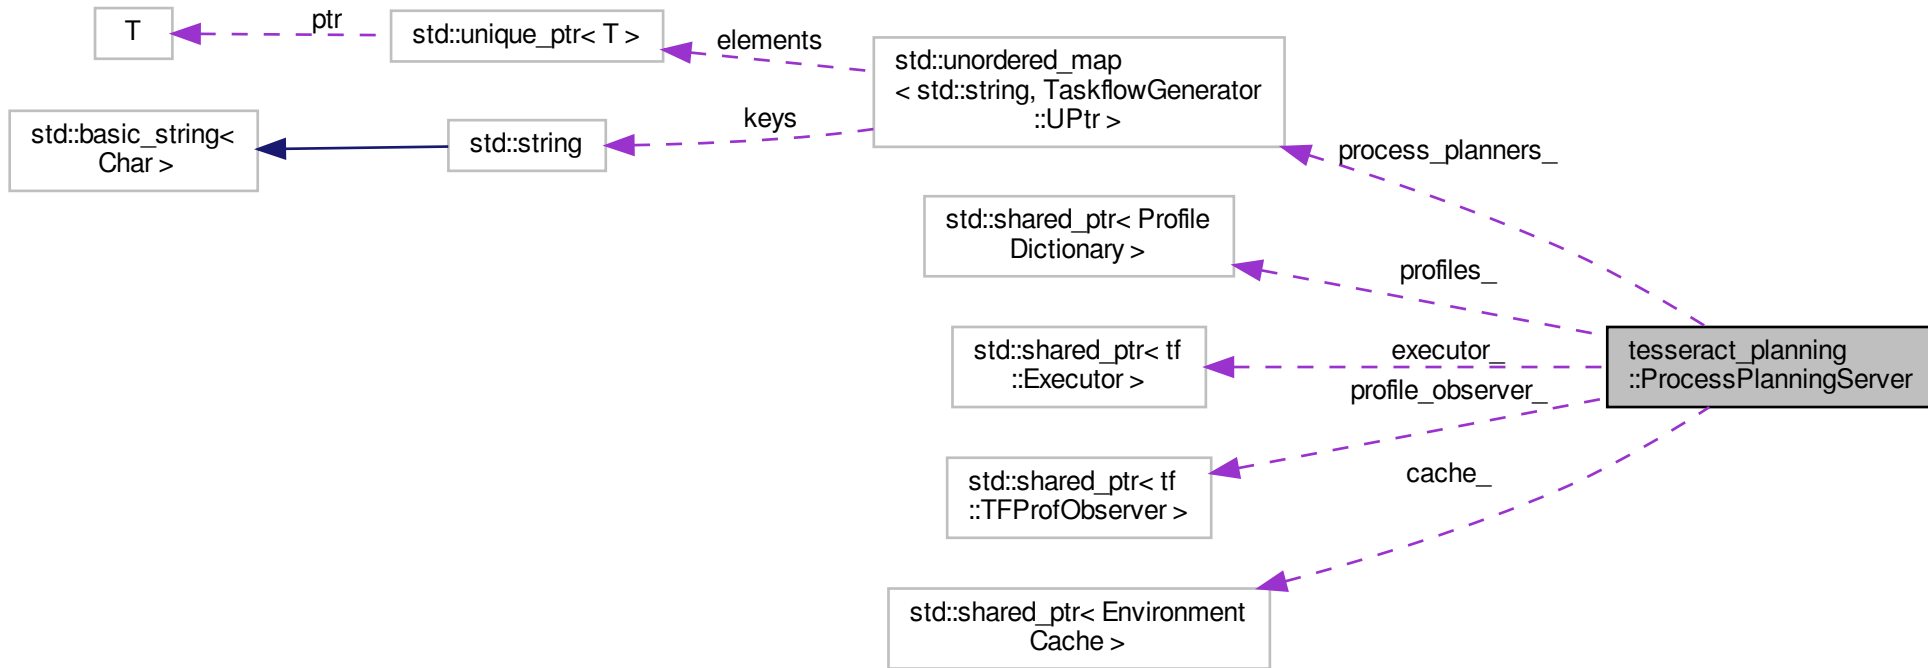 T
ptr
std::unique_ptr< T >
elements
std::unordered_map
< std::string, TaskflowGenerator
::UPtr >
std::basic_string<
Char >
std::string
keys
process_planners_
std::shared_ptr< Profile
Dictionary >
profiles_
std::shared_ptr< tf
::Executor >
executor_
tesseract_planning
::ProcessPlanningServer
profile_observer_
std::shared_ptr< tf
::TFProfObserver >
cache_
std::shared_ptr< Environment
Cache >